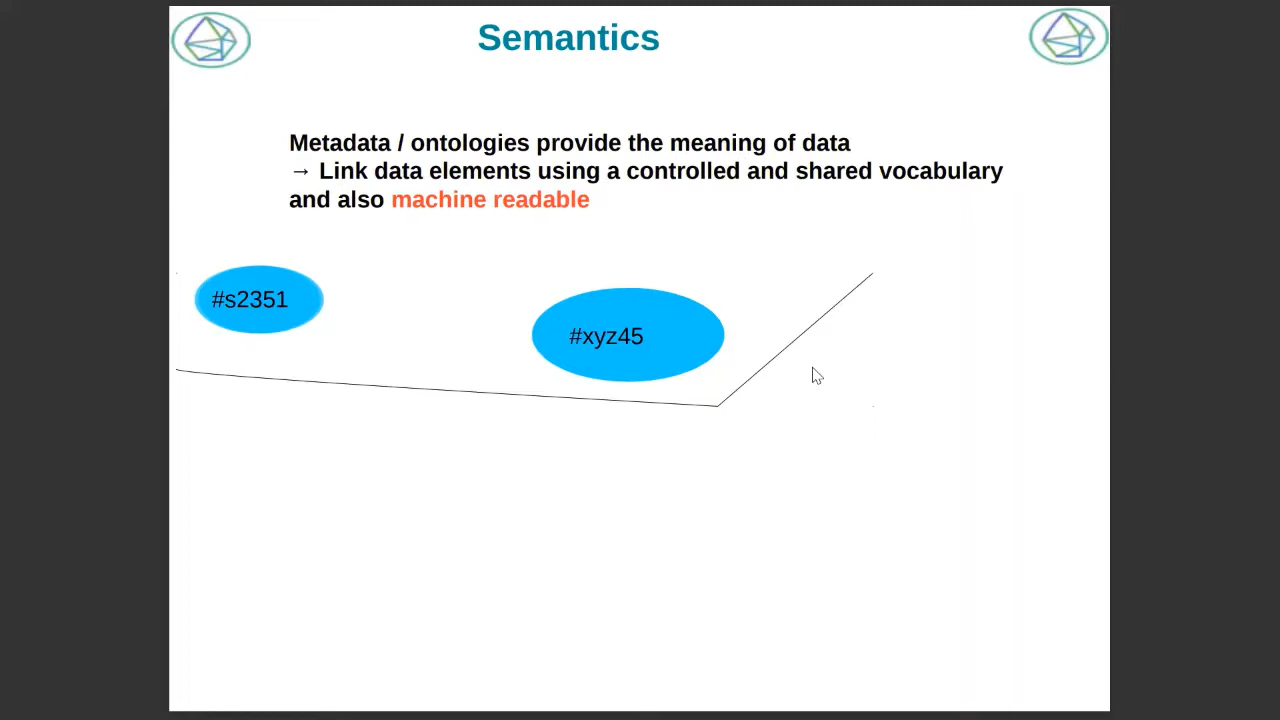 Semantics
Metadata / ontologies provide the meaning of data
→ Link data elements using a controlled and shared vocabulary
and also machine readable
#s2351
#xyz45